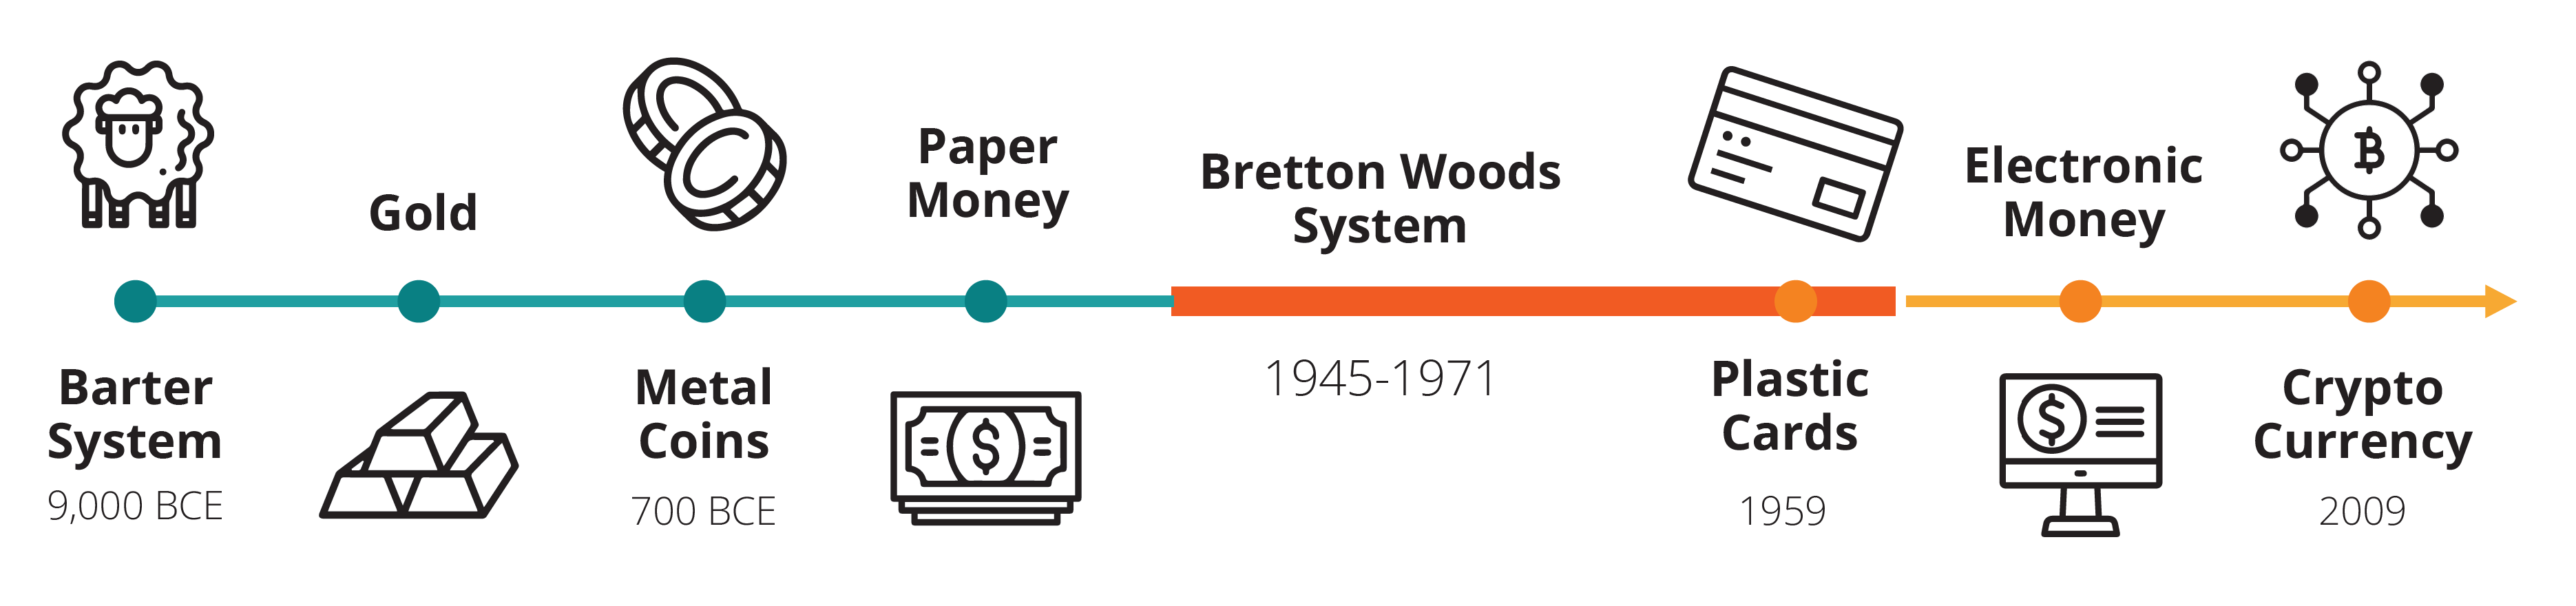 Barter
System
9,000 BCE
Gold
Metal
Coins
700 BCE
Paper
Money
$
Bretton Woods
System
1945-1971
Plastic
Cards
1959
Electronic
Money
$
₿
Crypto
Currency
2009